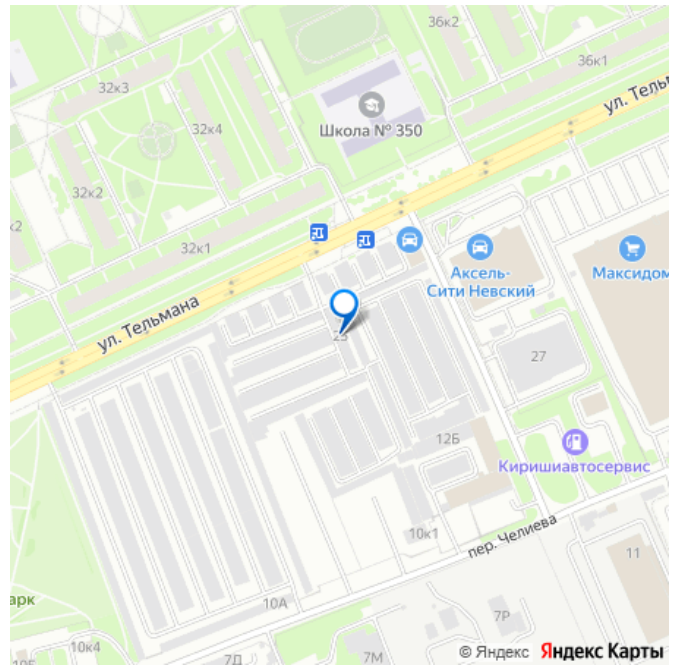 36к2
36к1
32к3
ул. Тельм
Школа № 350
32к4
32к2
к2
32к1
Аксель-
Сити Невский
Максидом
ул. Тельмана
27
12Б
Киришиавтосервис
10к1
пер. Челиева
11
арк
10А
7Р
10к4
7Д
7М
© Яндекс Яндекс Карты